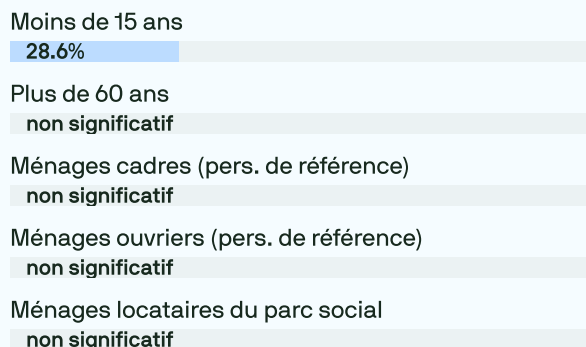 Moins de 15 ans
28.6%
Plus de 60 ans
non significatif
Ménages cadres (pers. de référence)
non significatif
Ménages ouvriers (pers. de référence)
non significatif
Ménages locataires du parc social
non significatif